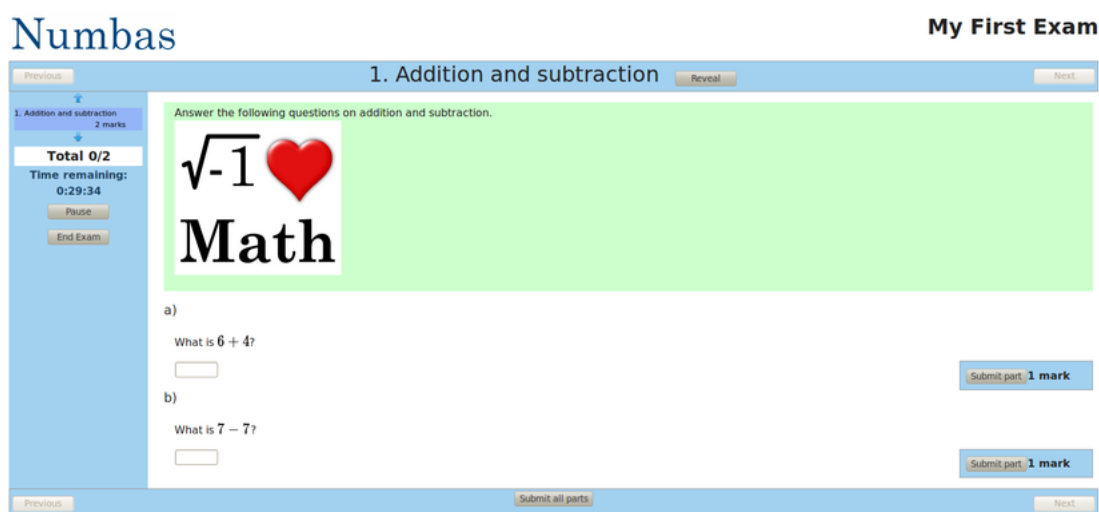 Numbas
My First Exam
Previous
1. Addition and subtraction
Reveal
Next
1. Addition and subtraction
2 marks
Total 0/2
Time remaining:
0:29:34
Pause
End Exam
Answer the following questions on addition and subtraction.
√-1
Math
a)
What is 6 + 4?
Submit part 1 mark
b)
What is 7 − 7?
Submit part 1 mark
Previous
Submit all parts
Next